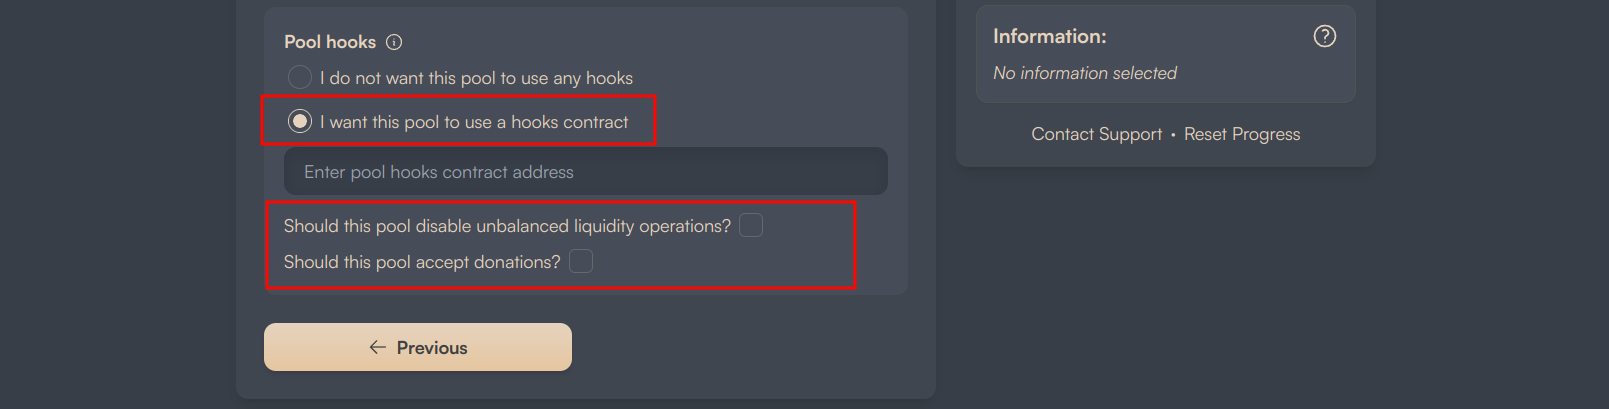 Pool hooks
I do not want this pool to use any hooks
I want this pool to use a hooks contract
Enter pool hooks contract address
Should this pool disable unbalanced liquidity operations?
Should this pool accept donations?
← Previous
Information:
No information selected
Contact Support • Reset Progress